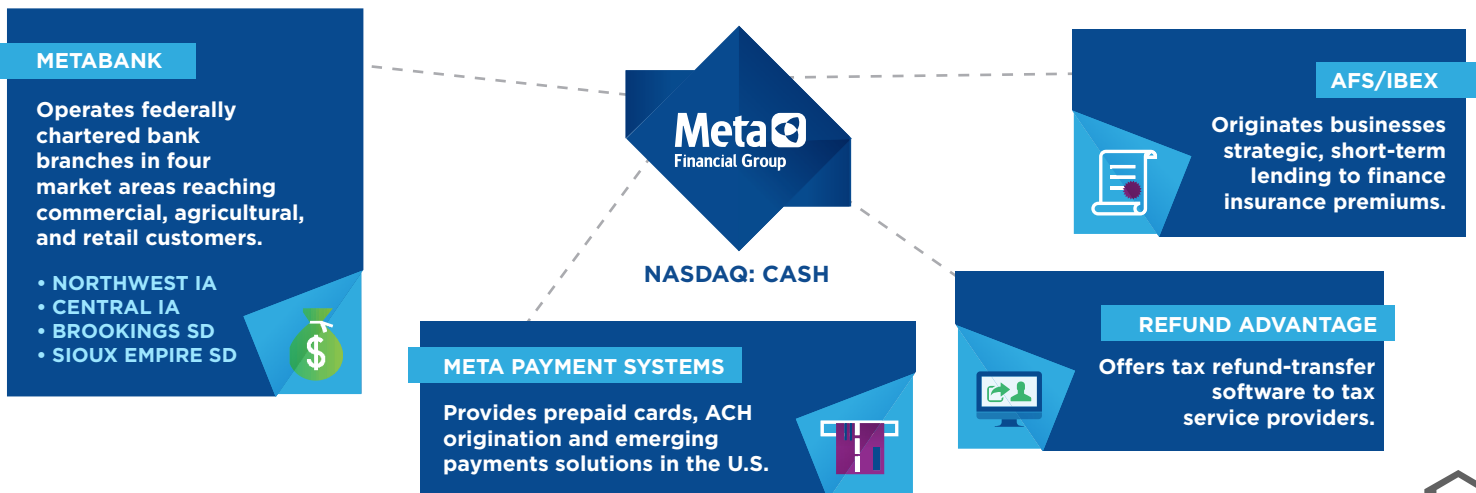 METABANK
Operates federally
chartered bank
branches in four
market areas reaching
commercial, agricultural,
and retail customers.
• NORTHWEST IA
• CENTRAL IA
• BROOKINGS SD
• SIOUX EMPIRE SD
Meta
Financial Group
NASDAQ: CASH
AFS/IBEX
Originates businesses
strategic, short-term
lending to finance
insurance premiums.
META PAYMENT SYSTEMS
Provides prepaid cards, ACH
origination and emerging
payments solutions in the U.S.
REFUND ADVANTAGE
Offers tax refund-transfer
software to tax
service providers.
$